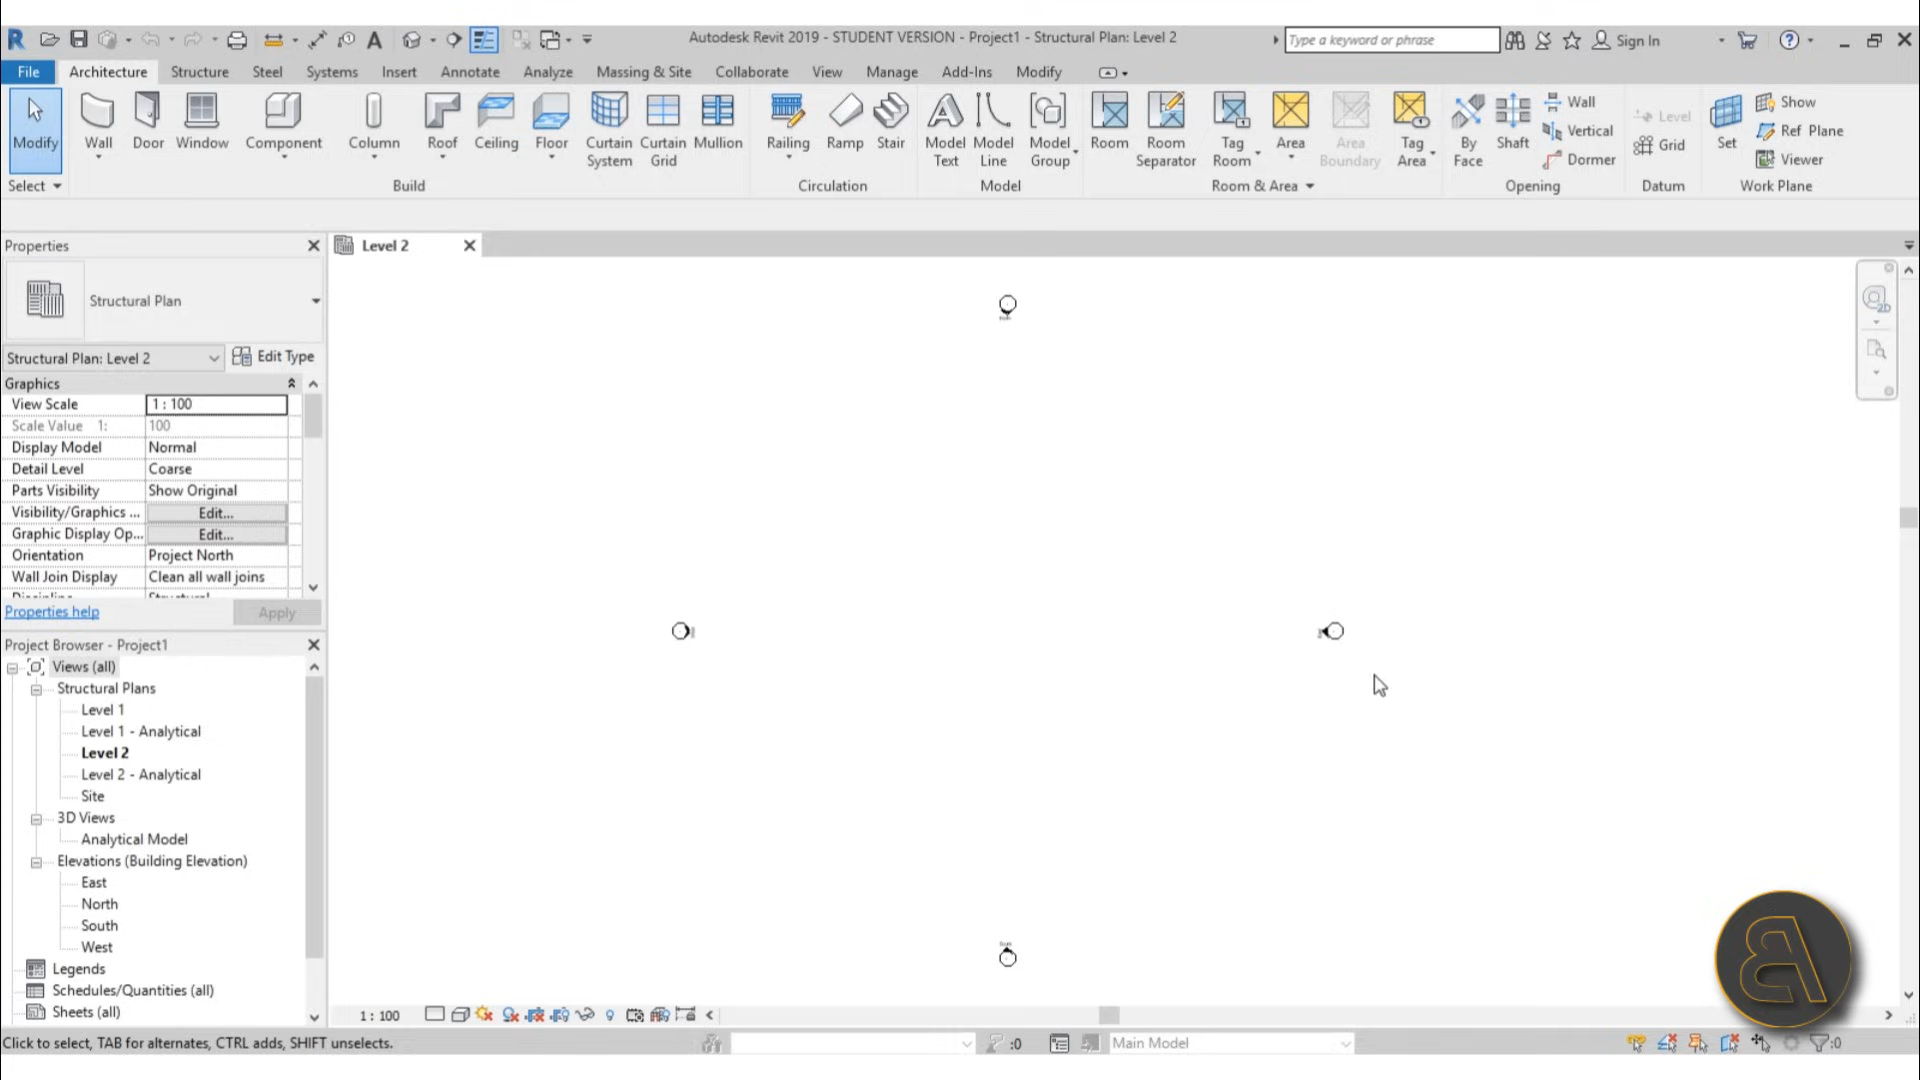 Autodesk Revit 2019 - STUDENT VERSION - Project1 - Structural Plan: Level 2
Type a keyword or phrase
Sign In
File Architecture Structure Steel Systems Insert Annotate Analyze Massing & Site Collaborate View Manage Add-Ins Modify
Modify
Wall
Door
Window
Component
Column
Roof
Ceiling
Floor
Curtain System
Curtain Grid
Mullion
Railing
Ramp
Stair
Model Text
Model Line
Model Group
Room
Room Separator
Tag Room
Area
Area Boundary
Tag Area
By Face
Shaft
Wall
Vertical
Dormer
Level
Grid
Set
Show
Ref Plane
Viewer
Select Build Circulation Model Room & Area Opening Datum Work Plane
Properties
Level 2
Structural Plan
Structural Plan: Level 2
Edit Type
Graphics
View Scale 1 : 100
Scale Value 1: 100
Display Model Normal
Detail Level Coarse
Parts Visibility Show Original
Visibility/Graphics ... Edit...
Graphic Display Op... Edit...
Orientation Project North
Wall Join Display Clean all wall joins
Properties help
Apply
Project Browser - Project1
Views (all)
Structural Plans
Level 1
Level 1 - Analytical
Level 2
Level 2 - Analytical
Site
3D Views
Analytical Model
Elevations (Building Elevation)
East
North
South
West
Legends
Schedules/Quantities (all)
Sheets (all)
2D
1 : 100
Click to select, TAB for alternates, CTRL adds, SHIFT unselects.
:0
Main Model
:0